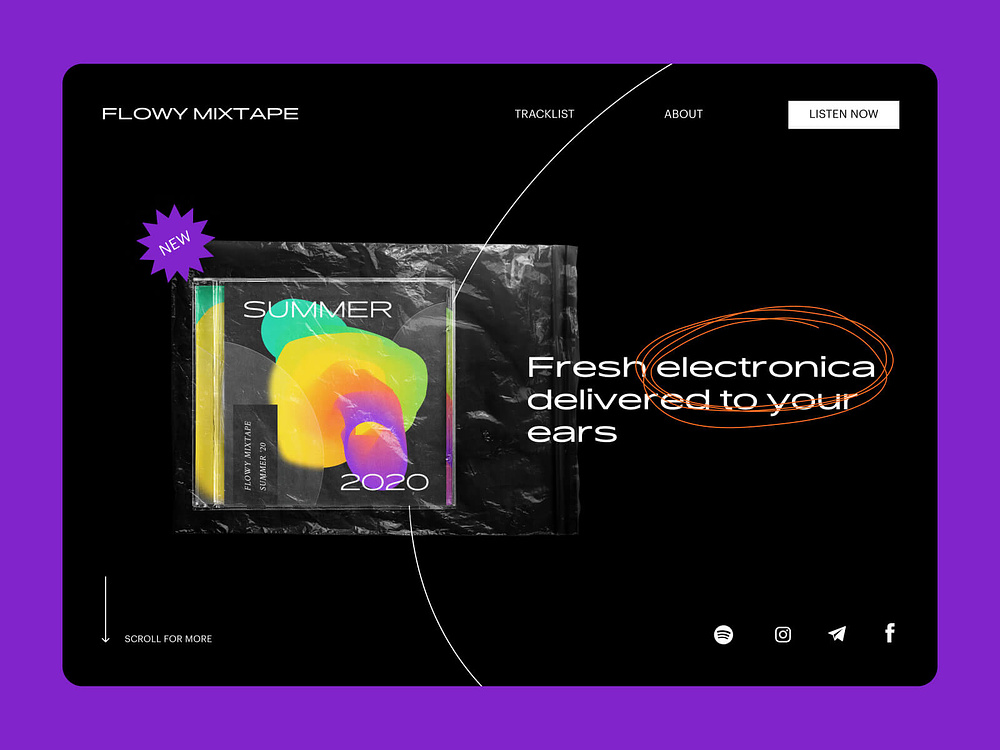 FLOWY MIXTAPE
TRACKLIST
ABOUT
LISTEN NOW
NEW
SUMMER
FLOWY MIXTAPE
SUMMER '20
2020
Fresh electronica
delivered to your
ears
SCROLL FOR MORE